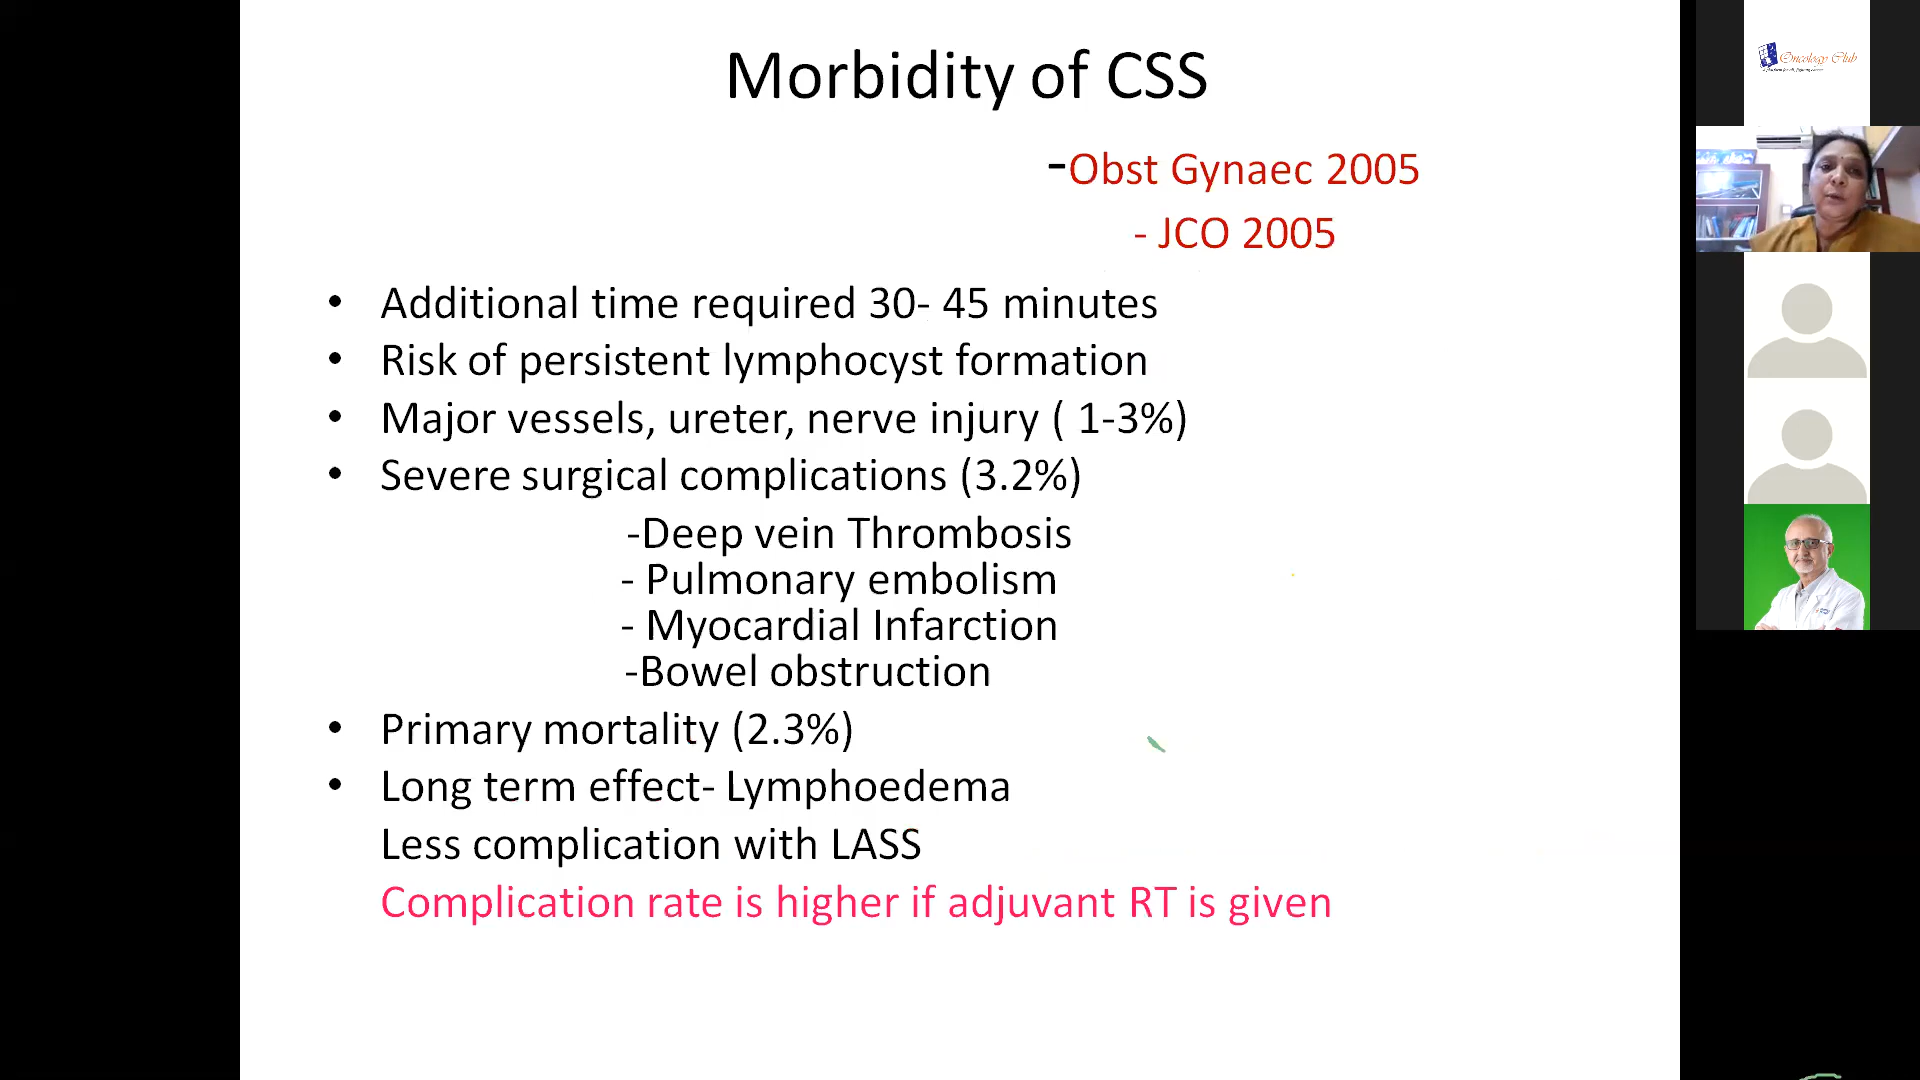 Morbidity of CSS
-Obst Gynaec 2005
- JCO 2005
• Additional time required 30- 45 minutes
• Risk of persistent lymphocyst formation
• Major vessels, ureter, nerve injury ( 1-3%)
• Severe surgical complications (3.2%)
-Deep vein Thrombosis
- Pulmonary embolism
- Myocardial Infarction
-Bowel obstruction
• Primary mortality (2.3%)
• Long term effect- Lymphoedema
Less complication with LASS
Complication rate is higher if adjuvant RT is given
Oncology Club